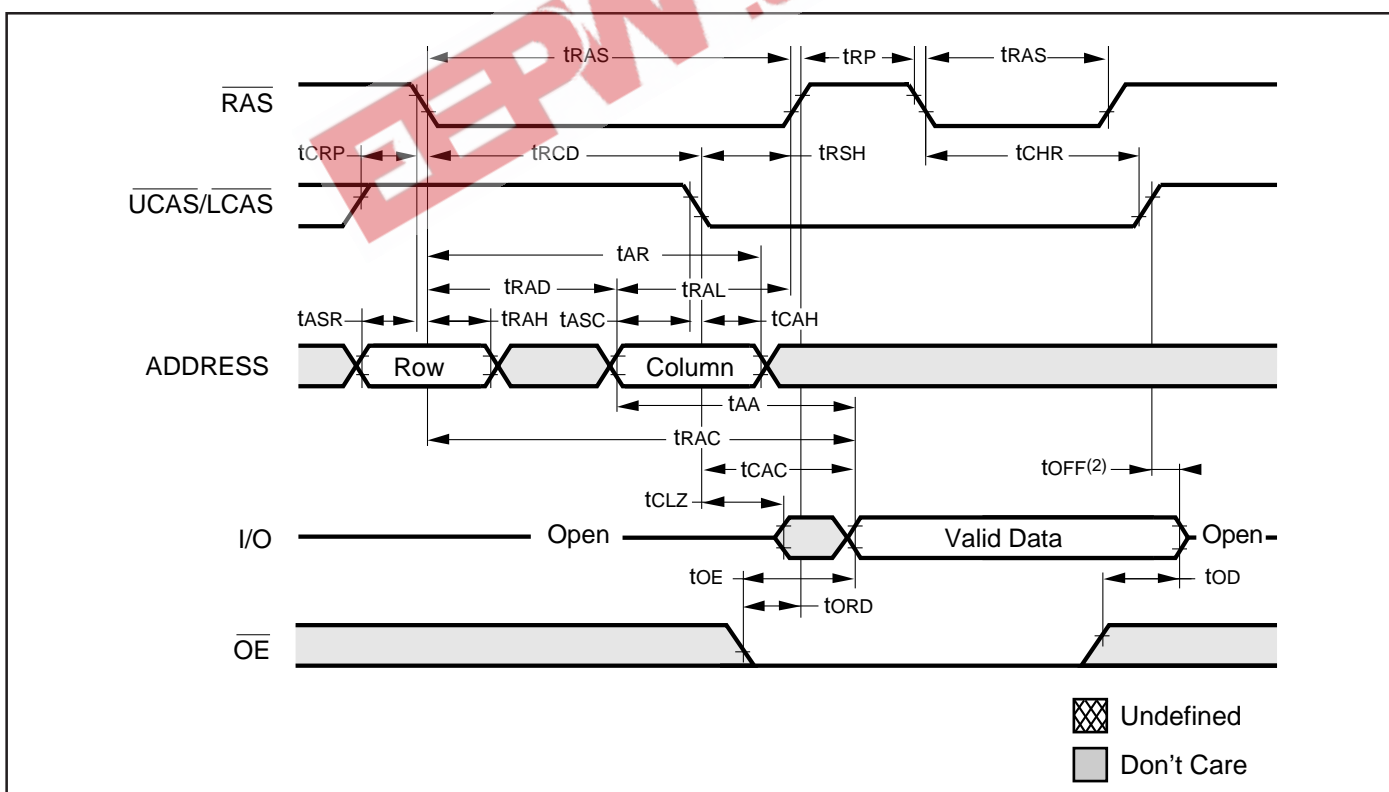 EEPW
tRAS tRP tRAS
RAS
tCRP tRCD tRSH tCHR
UCAS/LCAS
tAR
tRAD tRAL
tASR tRAH tASC tCAH
ADDRESS Row Column
tAA
tRAC
tCAC tOFF(2)
tCLZ
I/O Open Valid Data Open
tOE tOD
tORD
OE
Undefined
Don't Care